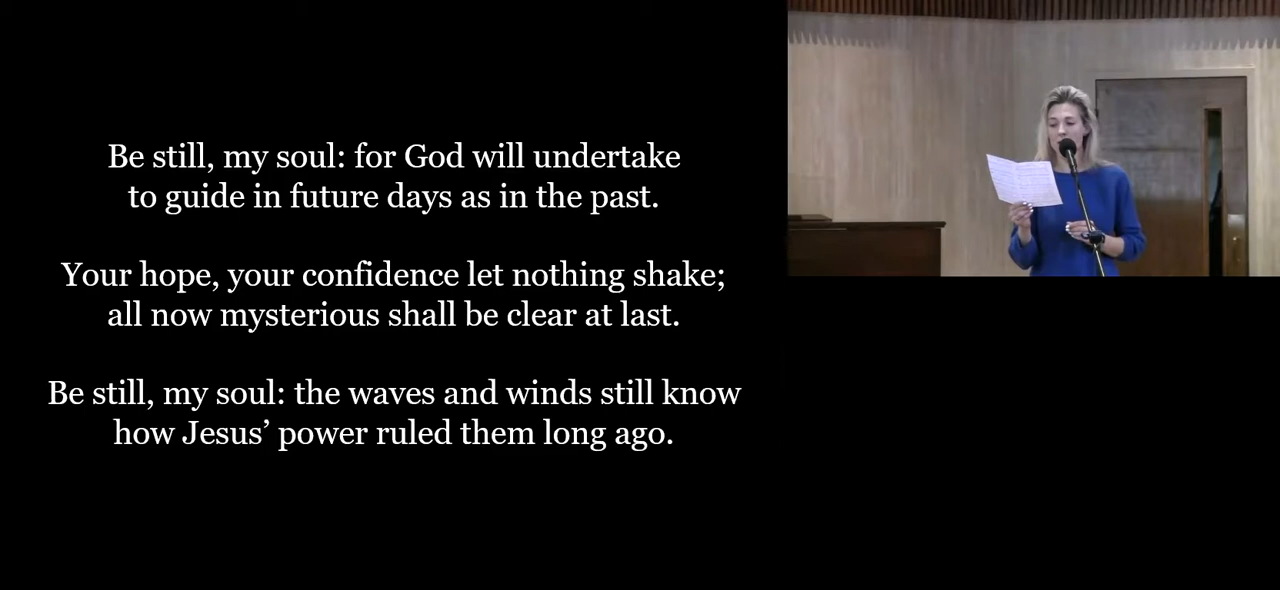 Be still, my soul: for God will undertake
to guide in future days as in the past.
Your hope, your confidence let nothing shake;
all now mysterious shall be clear at last.
Be still, my soul: the waves and winds still know
how Jesus’ power ruled them long ago.